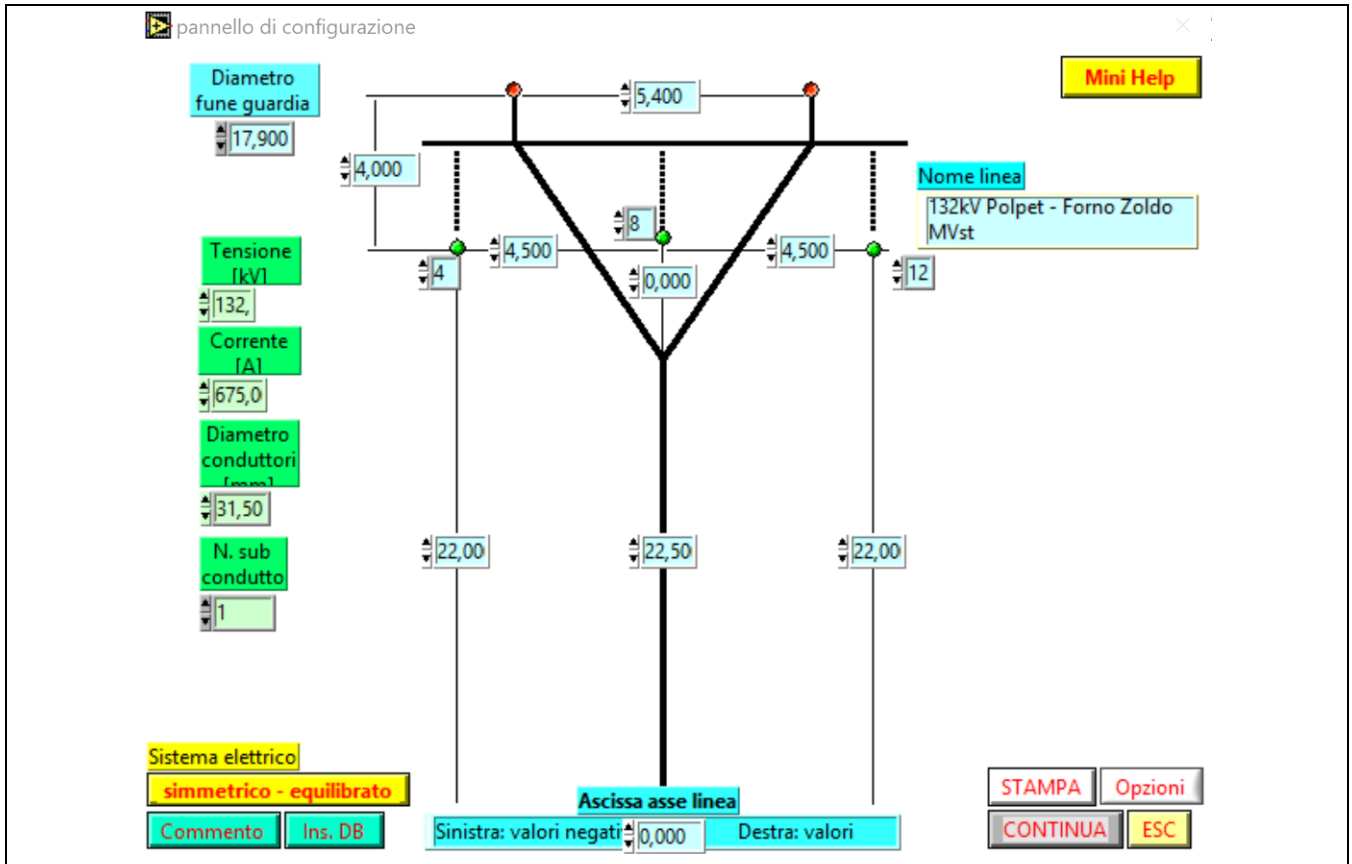 pannello di configurazione
Diametro
fune guardia
17,900
5,400
Mini Help
4,000
Nome linea
132kV Polpet - Forno Zoldo
MVst
8
Tensione
[kV]
132,
4,500
4,500
4
0,000
12
Corrente
[A]
675,0
Diametro
conduttori
[mm]
31,50
N. sub
condutto
1
22,00
22,50
22,00
Sistema elettrico
simmetrico - equilibrato
Commento
Ins. DB
Ascissa asse linea
Sinistra: valori negati
0,000
Destra: valori
STAMPA
Opzioni
CONTINUA
ESC